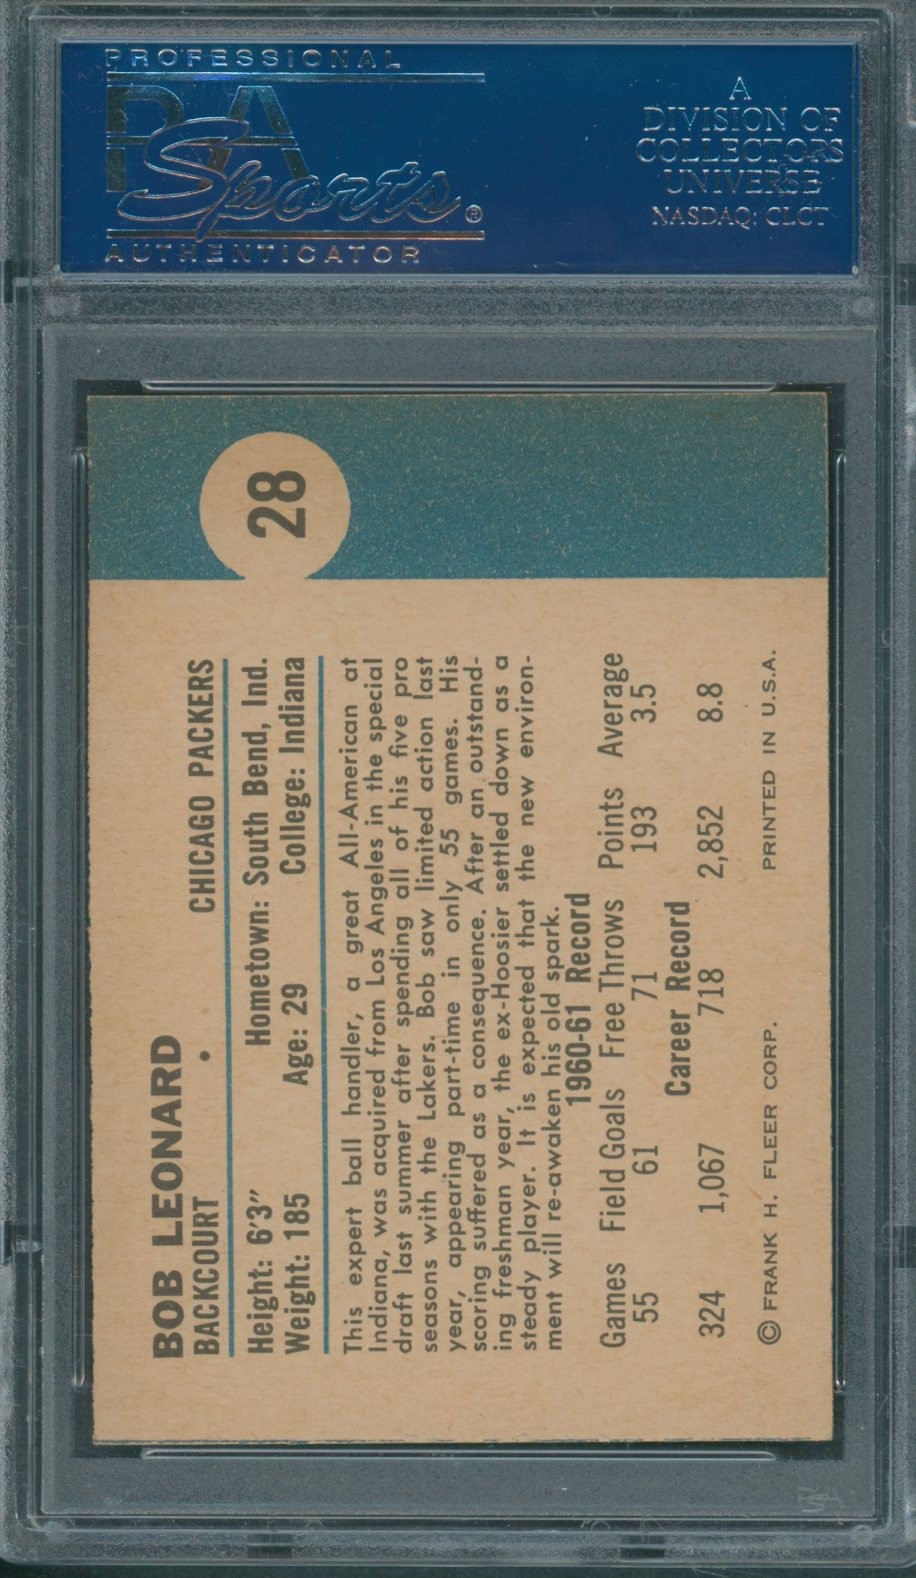 PROFESSIONAL
PSA
Sports®
AUTHENTICATOR
A
DIVISION OF
COLLECTORS
UNIVERSE
NASDAQ: CLCT
28
BOB LEONARD
BACKCOURT • CHICAGO PACKERS
Height: 6'3" Hometown: South Bend, Ind.
Weight: 185 Age: 29 College: Indiana
This expert ball handler, a great All-American at
Indiana, was acquired from Los Angeles in the special
draft last summer after spending all of his five pro
seasons with the Lakers. Bob saw limited action last
year, appearing part-time in only 55 games. His
scoring suffered as a consequence. After an outstand-
ing freshman year, the ex-Hoosier settled down as a
steady player. It is expected that the new environ-
ment will re-awaken his old spark.
1960-61 Record
Games Field Goals Free Throws Points Average
55 61 71 193 3.5
Career Record
324 1,067 718 2,852 8.8
© FRANK H. FLEER CORP. PRINTED IN U.S.A.
PSA